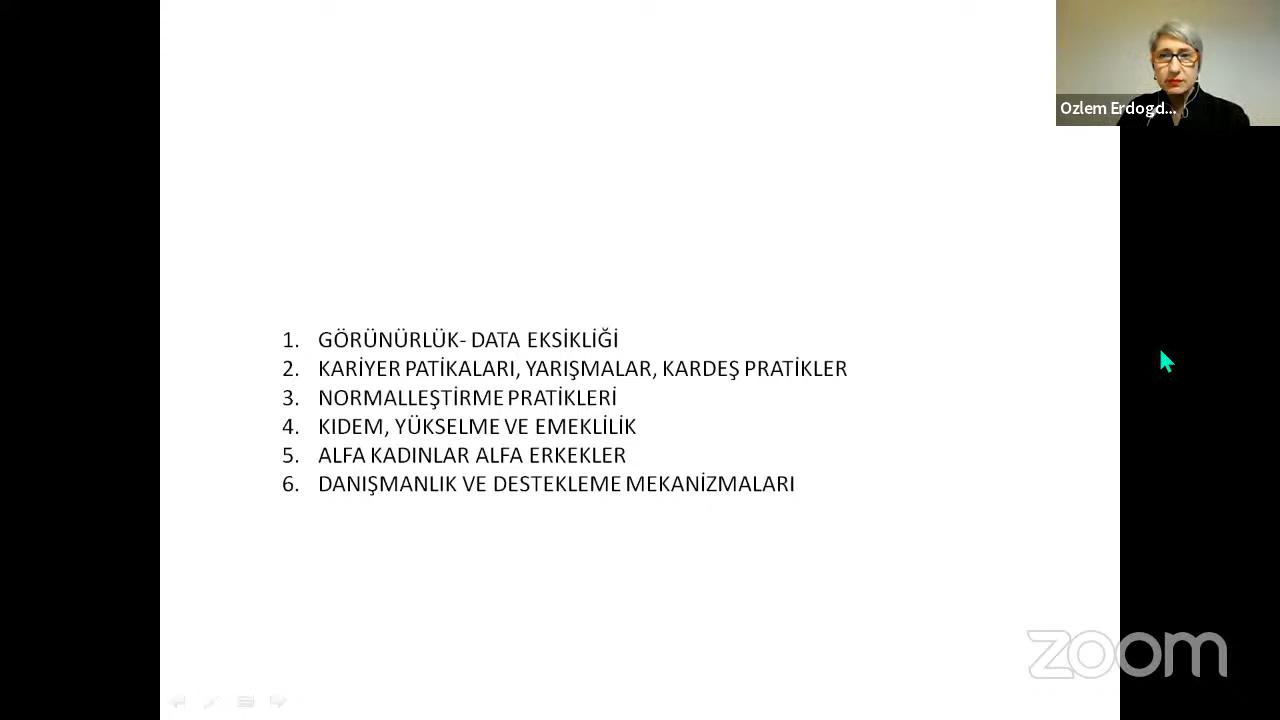 Ozlem Erdogd...
1. GÖRÜNÜRLÜK- DATA EKSİKLİĞİ
2. KARİYER PATİKALARI, YARIŞMALAR, KARDEŞ PRATİKLER
3. NORMALLEŞTİRME PRATİKLERİ
4. KIDEM, YÜKSELME VE EMEKLİLİK
5. ALFA KADINLAR ALFA ERKEKLER
6. DANIŞMANLIK VE DESTEKLEME MEKANİZMALARI
zoom